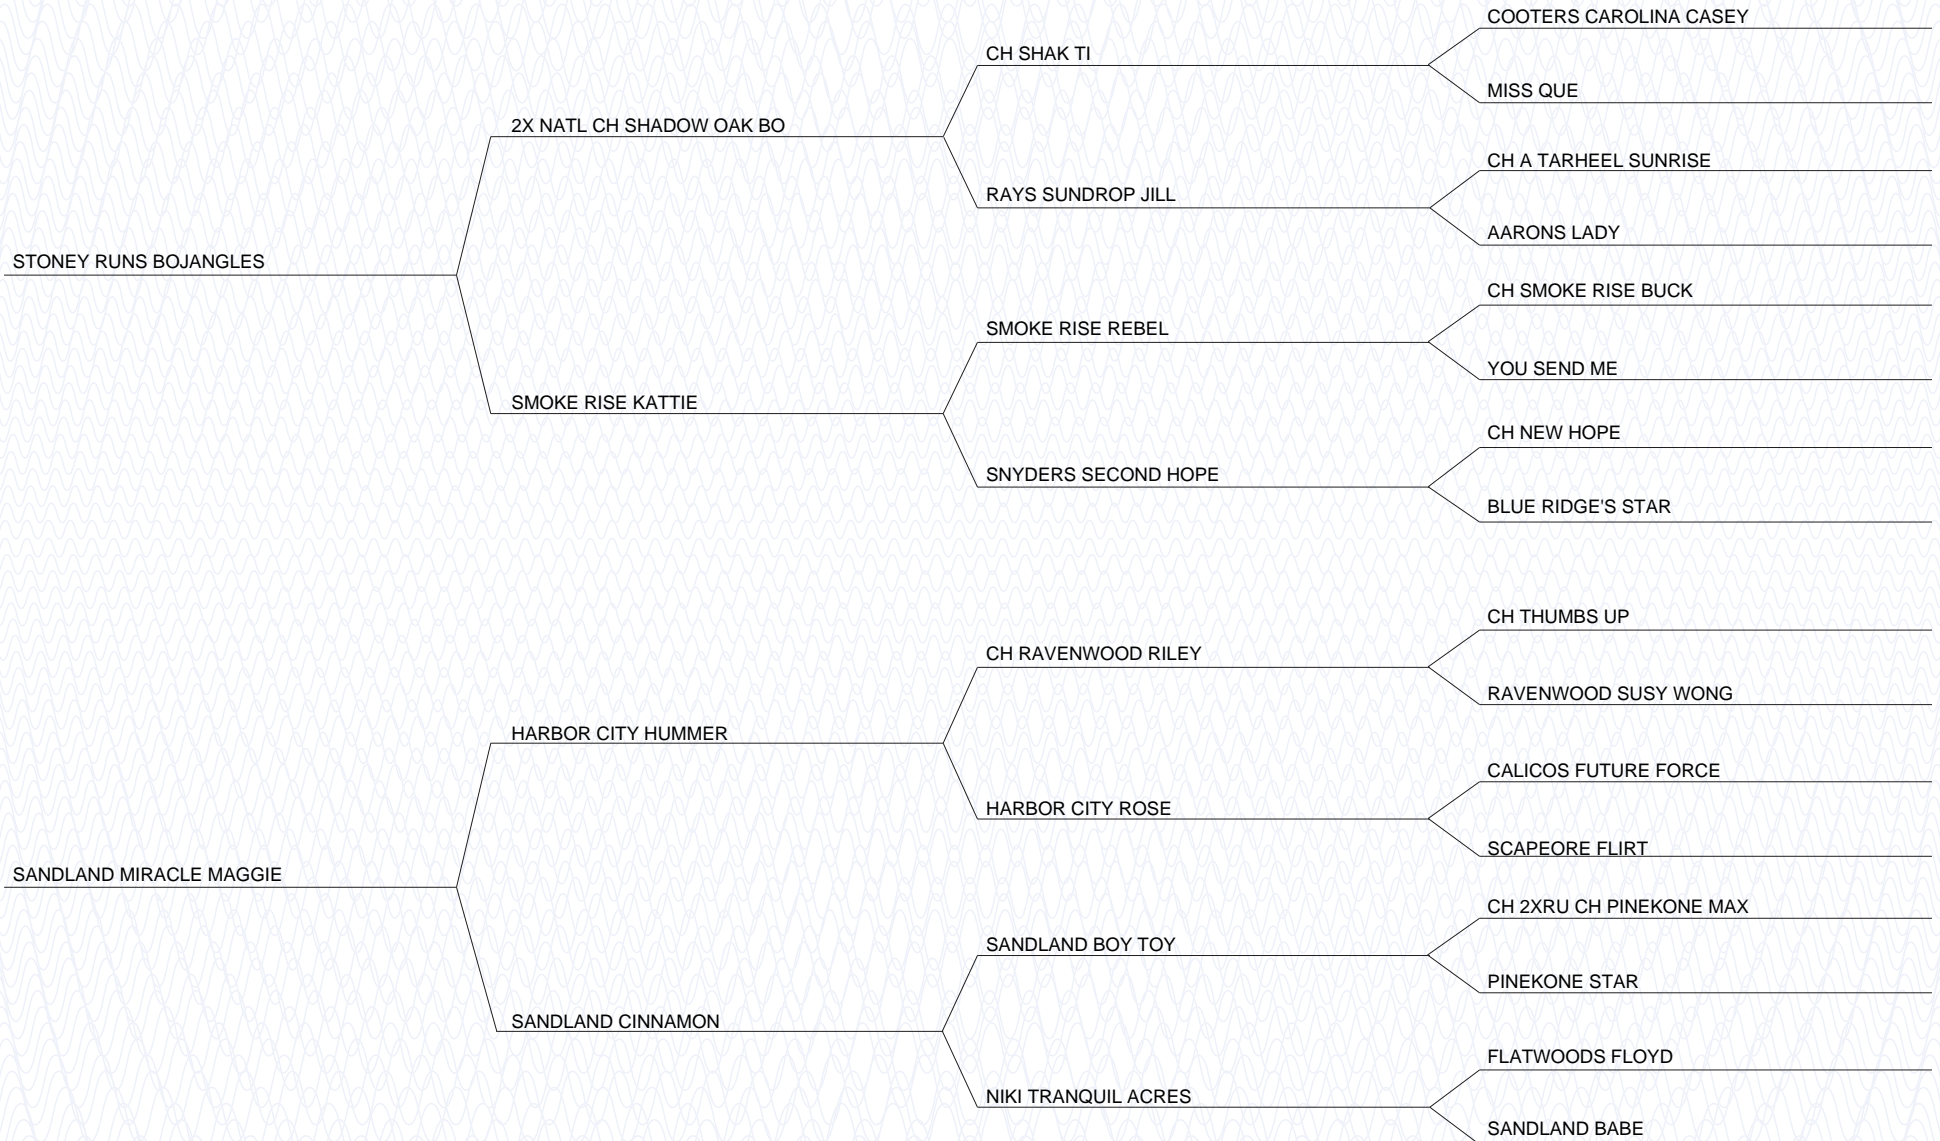 COOTERS CAROLINA CASEY
CH SHAK TI
MISS QUE
2X NATL CH SHADOW OAK BO
CH A TARHEEL SUNRISE
RAYS SUNDROP JILL
AARONS LADY
STONEY RUNS BOJANGLES
CH SMOKE RISE BUCK
SMOKE RISE REBEL
YOU SEND ME
SMOKE RISE KATTIE
CH NEW HOPE
SNYDERS SECOND HOPE
BLUE RIDGE'S STAR
CH THUMBS UP
CH RAVENWOOD RILEY
RAVENWOOD SUSY WONG
HARBOR CITY HUMMER
CALICOS FUTURE FORCE
HARBOR CITY ROSE
SCAPEORE FLIRT
SANDLAND MIRACLE MAGGIE
CH 2XRU CH PINEKONE MAX
SANDLAND BOY TOY
PINEKONE STAR
SANDLAND CINNAMON
FLATWOODS FLOYD
NIKI TRANQUIL ACRES
SANDLAND BABE